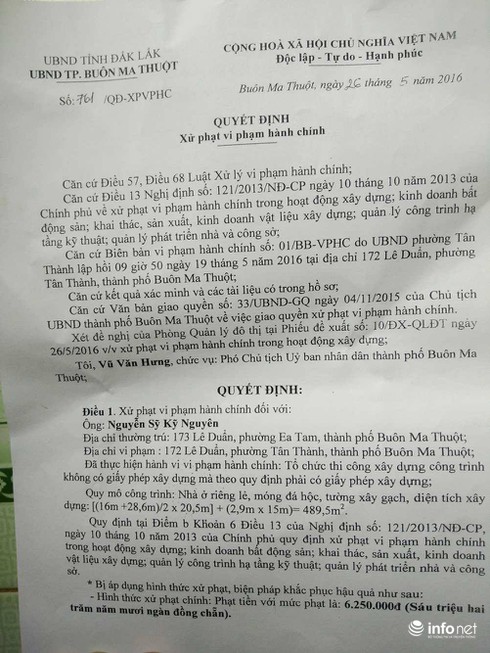 UBND TỈNH ĐẮK LẮK
UBND TP. BUÔN MA THUỘT
Số: 761 /QĐ-XPVPHC
CỘNG HOÀ XÃ HỘI CHỦ NGHĨA VIỆT NAM
Độc lập - Tự do - Hạnh phúc
Buôn Ma Thuột, ngày 26 tháng 5 năm 2016
QUYẾT ĐỊNH
Xử phạt vi phạm hành chính
Căn cứ Điều 57, Điều 68 Luật Xử lý vi phạm hành chính;
Căn cứ Điều 13 Nghị định số: 121/2013/NĐ-CP ngày 10 tháng 10 năm 2013 của
Chính phủ về xử phạt vi phạm hành chính trong hoạt động xây dựng; kinh doanh bất
động sản; khai thác, sản xuất, kinh doanh vật liệu xây dựng; quản lý công trình hạ
tầng kỹ thuật; quản lý phát triển nhà và công sở;
Căn cứ Biên bản vi phạm hành chính số: 01/BB-VPHC do UBND phường Tân
Thành lập hồi 09 giờ 50 ngày 19 tháng 5 năm 2016 tại địa chỉ 172 Lê Duẩn, phường
Tân Thành, thành phố Buôn Ma Thuột;
Căn cứ kết quả xác minh và các tài liệu có trong hồ sơ;
Căn cứ Văn bản giao quyền số: 33/UBND-GQ ngày 04/11/2015 của Chủ tịch
UBND thành phố Buôn Ma Thuột về việc giao quyền xử phạt vi phạm hành chính.
Xét đề nghị của Phòng Quản lý đô thị tại Phiếu đề xuất số: 10/ĐX-QLĐT ngày
26/5/2016 v/v xử phạt vi phạm hành chính trong hoạt động xây dựng;
Tôi, Vũ Văn Hưng, chức vụ: Phó Chủ tịch Uỷ ban nhân dân thành phố Buôn Ma
Thuột;
QUYẾT ĐỊNH:
Điều 1. Xử phạt vi phạm hành chính đối với:
Ông: Nguyễn Sỹ Kỹ Nguyên
Địa chỉ thường trú: 173 Lê Duẩn, phường Ea Tam, thành phố Buôn Ma Thuột;
Địa chỉ vi phạm : 172 Lê Duẩn, phường Tân Thành, thành phố Buôn Ma Thuột;
Đã thực hiện hành vi vi phạm hành chính: Tổ chức thi công xây dựng công trình
không có giấy phép xây dựng mà theo quy định phải có giấy phép xây dựng;
Quy mô công trình: Nhà ở riêng lẻ, móng đá hộc, tường xây gạch, diện tích xây
dựng: [(16m +28,6m)/2 x 20,5m] + (2,9m x 15m)= 489,5m².
Quy định tại Điểm b Khoản 6 Điều 13 của Nghị định số: 121/2013/NĐ-CP,
ngày 10 tháng 10 năm 2013 của Chính phủ quy định xử phạt vi phạm hành chính
trong hoạt động xây dựng; kinh doanh bất động sản; khai thác, sản xuất, kinh doanh
vật liệu xây dựng; quản lý công trình hạ tầng kỹ thuật; quản lý phát triển nhà và công
sở.
* Bị áp dụng hình thức xử phạt, biện pháp khắc phục hậu quả như sau:
- Hình thức xử phạt chính: Phạt tiền với mức phạt là: 6.250.000đ (Sáu triệu hai
trăm năm mươi ngàn đồng chẵn).
infonet